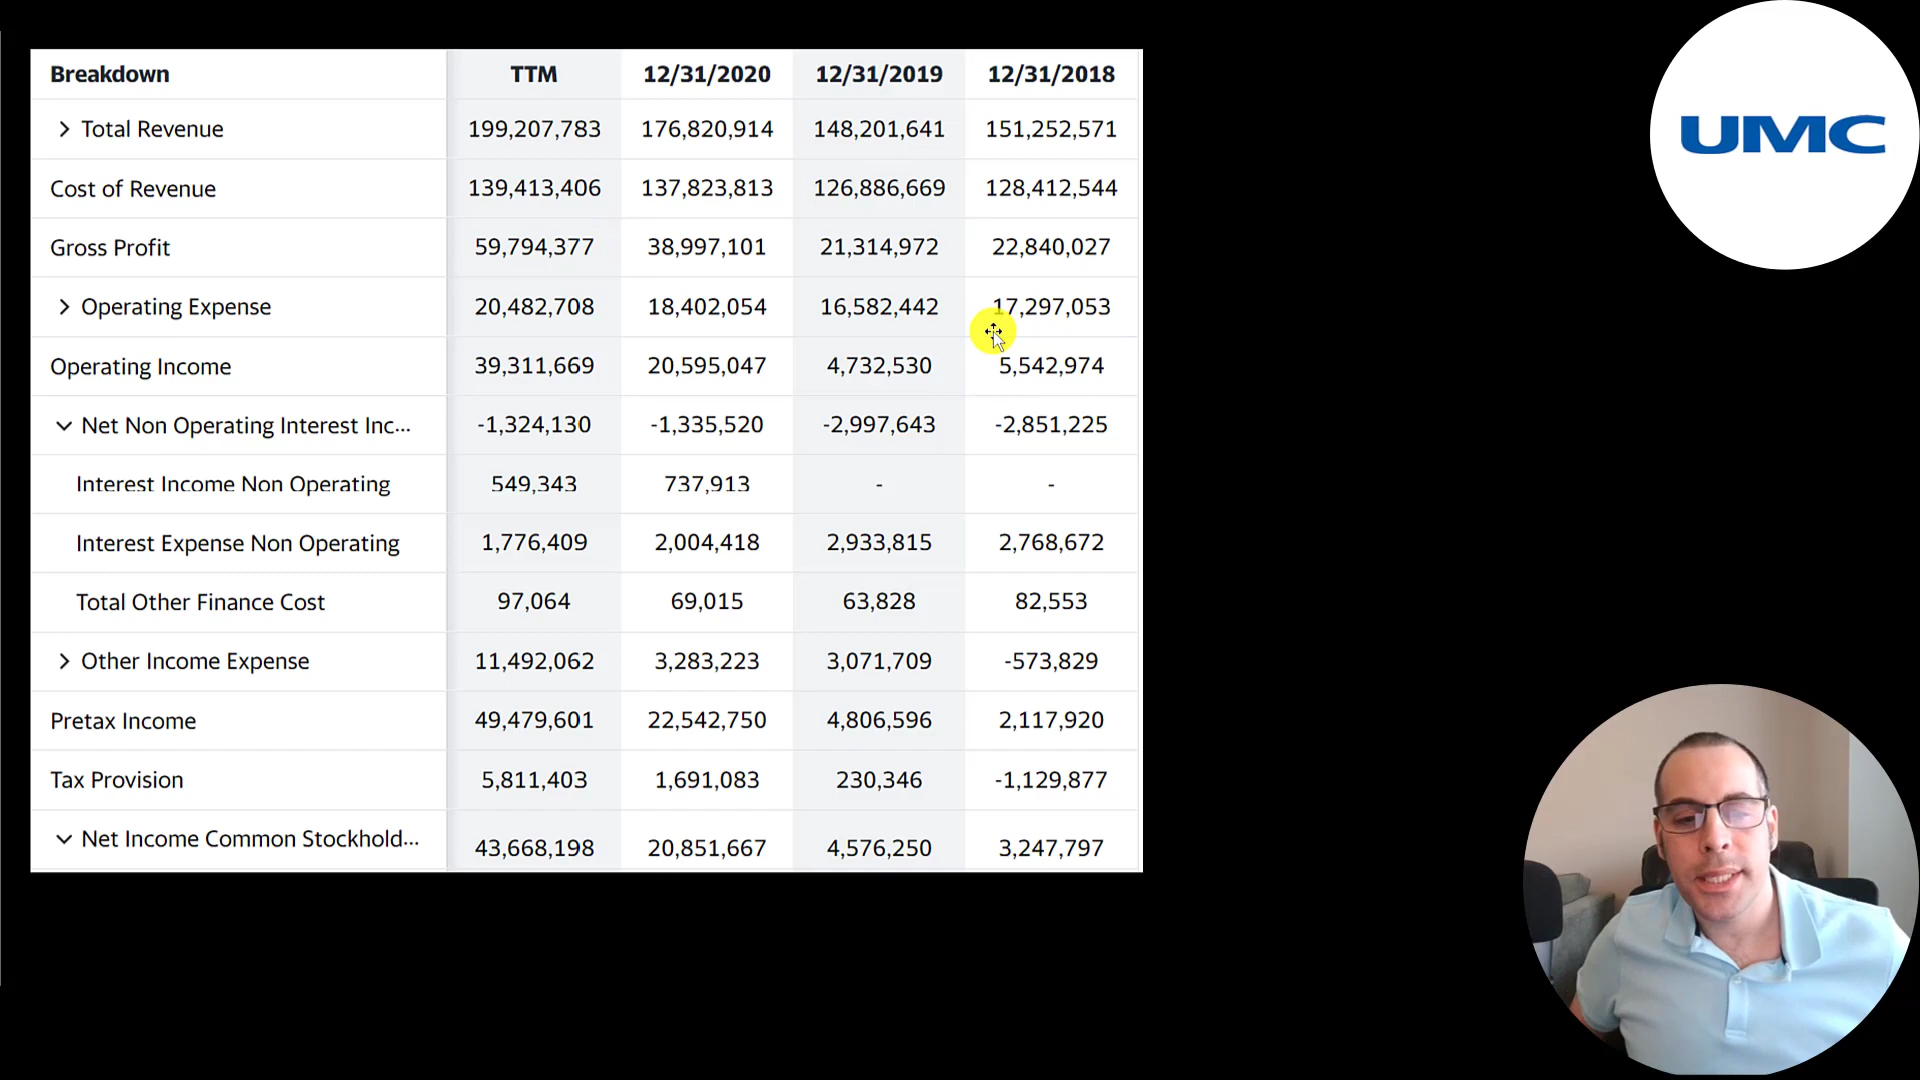 Breakdown TTM 12/31/2020 12/31/2019 12/31/2018
Total Revenue 199,207,783 176,820,914 148,201,641 151,252,571
Cost of Revenue 139,413,406 137,823,813 126,886,669 128,412,544
Gross Profit 59,794,377 38,997,101 21,314,972 22,840,027
Operating Expense 20,482,708 18,402,054 16,582,442 17,297,053
Operating Income 39,311,669 20,595,047 4,732,530 5,542,974
Net Non Operating Interest Inc... -1,324,130 -1,335,520 -2,997,643 -2,851,225
Interest Income Non Operating 549,343 737,913 - -
Interest Expense Non Operating 1,776,409 2,004,418 2,933,815 2,768,672
Total Other Finance Cost 97,064 69,015 63,828 82,553
Other Income Expense 11,492,062 3,283,223 3,071,709 -573,829
Pretax Income 49,479,601 22,542,750 4,806,596 2,117,920
Tax Provision 5,811,403 1,691,083 230,346 -1,129,877
Net Income Common Stockhold... 43,668,198 20,851,667 4,576,250 3,247,797
UMC